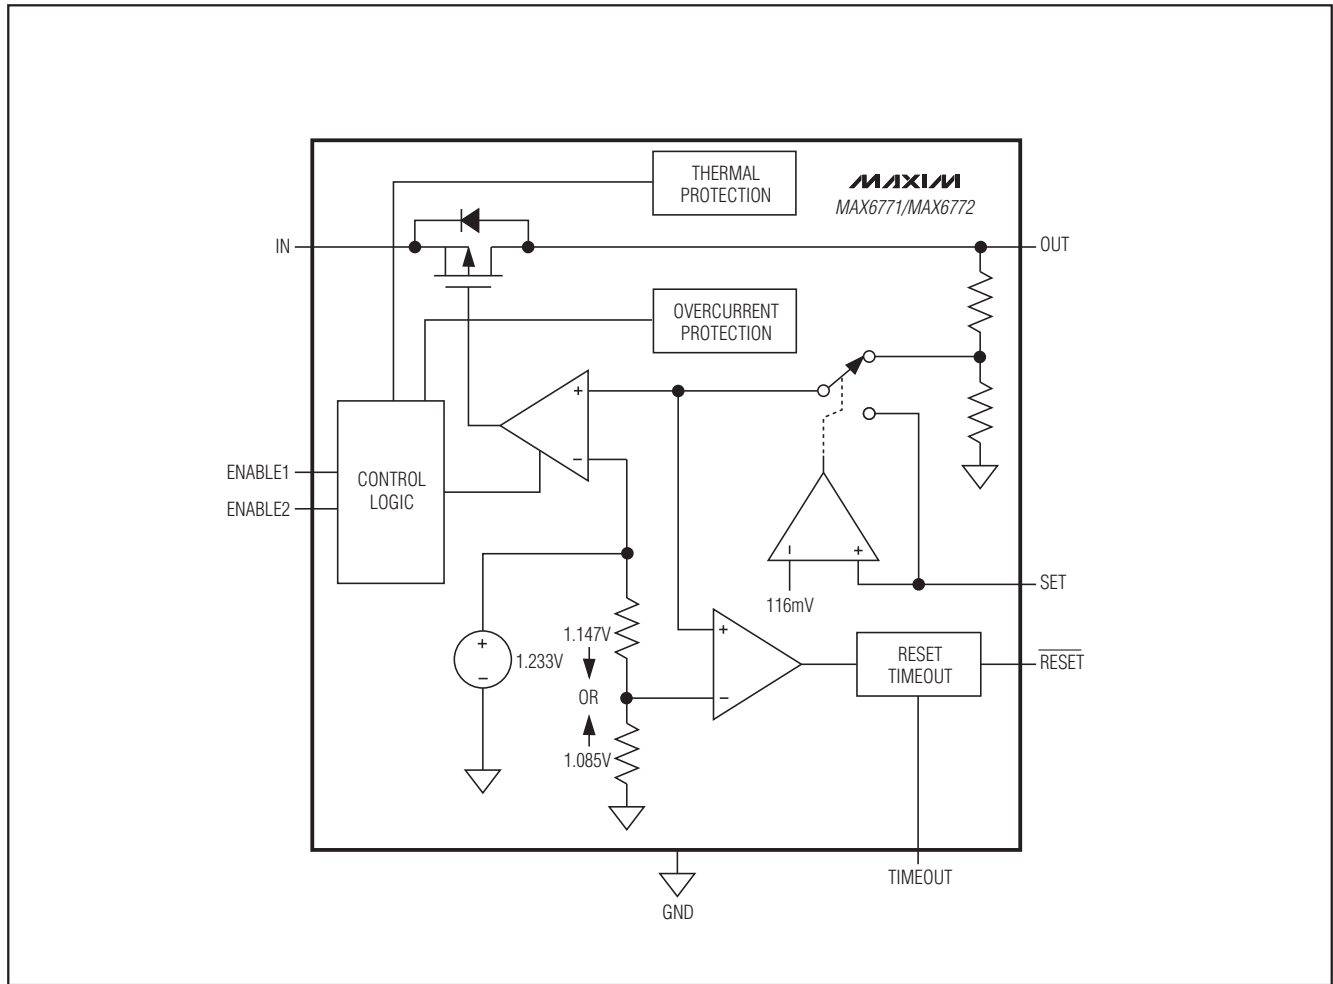 THERMAL
PROTECTION
MAXIM
MAX6771/MAX6772
IN
OUT
OVERCURRENT
PROTECTION
+
−
ENABLE1
ENABLE2
CONTROL
LOGIC
−
+
116mV
SET
+
−
1.233V
1.147V
OR
1.085V
+
−
RESET
TIMEOUT
RESET
TIMEOUT
GND